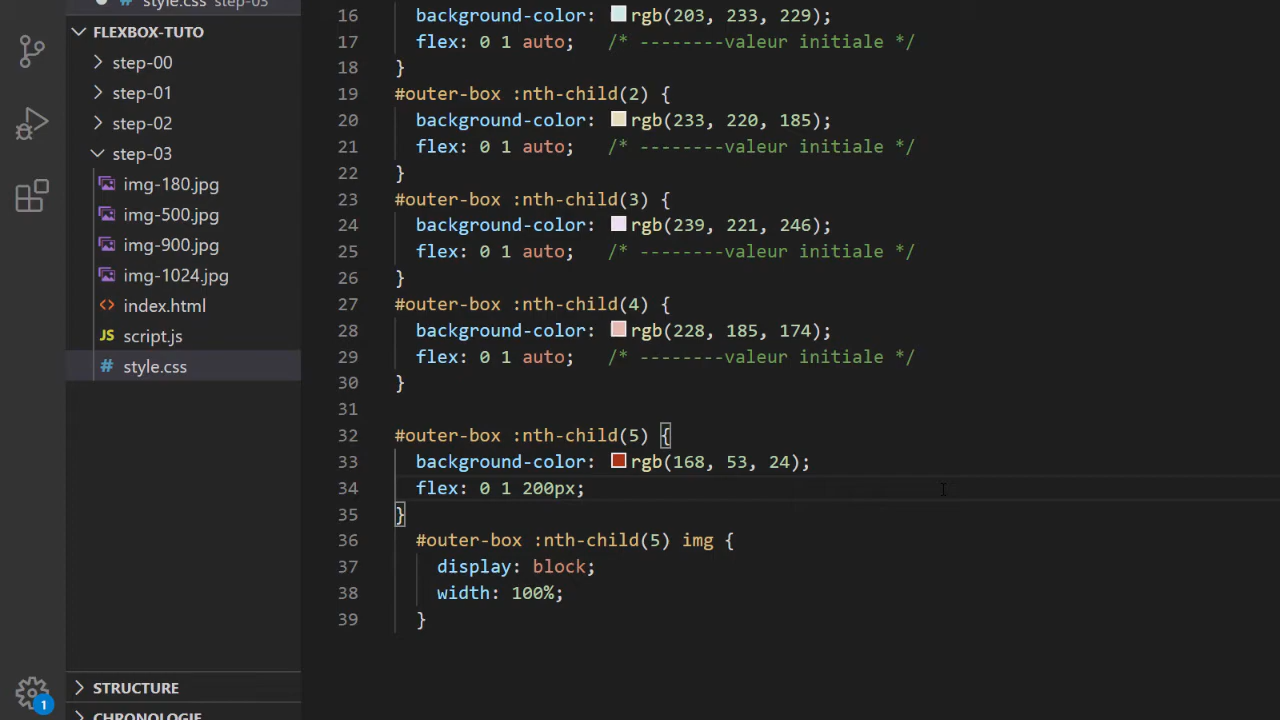 style.css step-03
FLEXBOX-TUTO
step-00
step-01
step-02
step-03
img-180.jpg
img-500.jpg
img-900.jpg
img-1024.jpg
<> index.html
JS script.js
# style.css
STRUCTURE
CHRONOLOGIE
1
16 background-color: rgb(203, 233, 229);
17 flex: 0 1 auto; /* --------valeur initiale */
18 }
19 #outer-box :nth-child(2) {
20 background-color: rgb(233, 220, 185);
21 flex: 0 1 auto; /* --------valeur initiale */
22 }
23 #outer-box :nth-child(3) {
24 background-color: rgb(239, 221, 246);
25 flex: 0 1 auto; /* --------valeur initiale */
26 }
27 #outer-box :nth-child(4) {
28 background-color: rgb(228, 185, 174);
29 flex: 0 1 auto; /* --------valeur initiale */
30 }
31
32 #outer-box :nth-child(5) {
33 background-color: rgb(168, 53, 24);
34 flex: 0 1 200px;
35 }
36 #outer-box :nth-child(5) img {
37 display: block;
38 width: 100%;
39 }